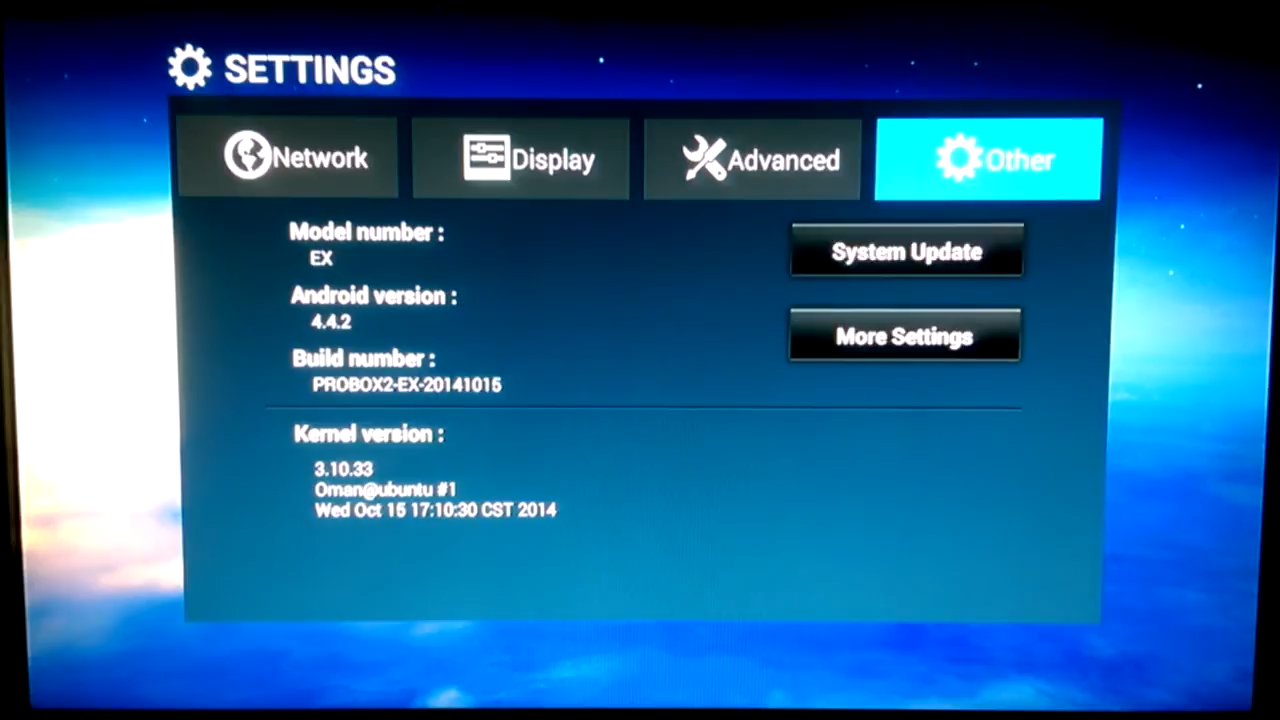 SETTINGS
Network
Display
Advanced
Other
Model number :
EX
System Update
Android version :
4.4.2
More Settings
Build number :
PROBOX2-EX-20141015
Kernel version :
3.10.33
Oman@ubuntu #1
Wed Oct 15 17:10:30 CST 2014